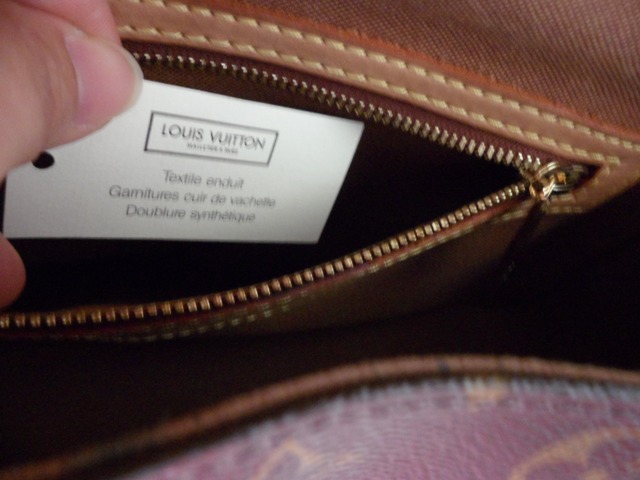 LOUIS VUITTON
Textile enduit
Garnitures cuir de vachette
Doublure synthétique